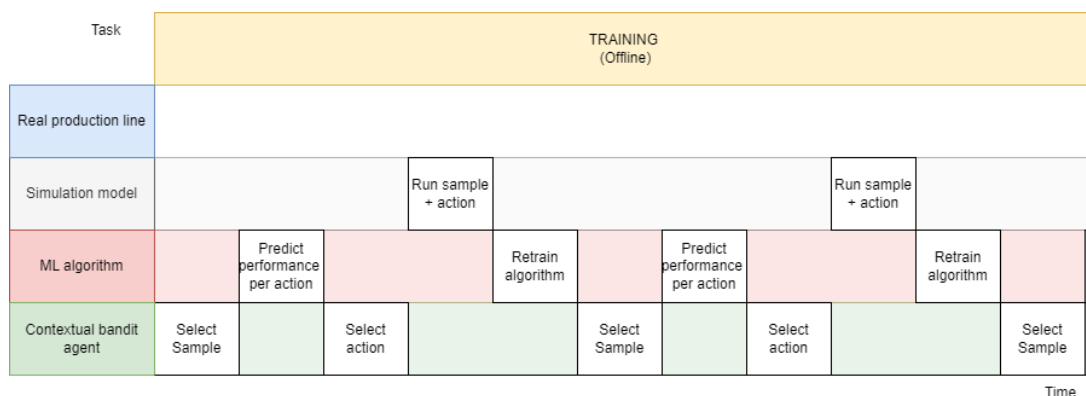 Task
TRAINING
(Offline)
Real production line
Simulation model
Run sample
+ action
Run sample
+ action
ML algorithm
Predict
performance
per action
Retrain
algorithm
Predict
performance
per action
Retrain
algorithm
Contextual bandit
agent
Select
Sample
Select
action
Select
Sample
Select
action
Select
Sample
Time